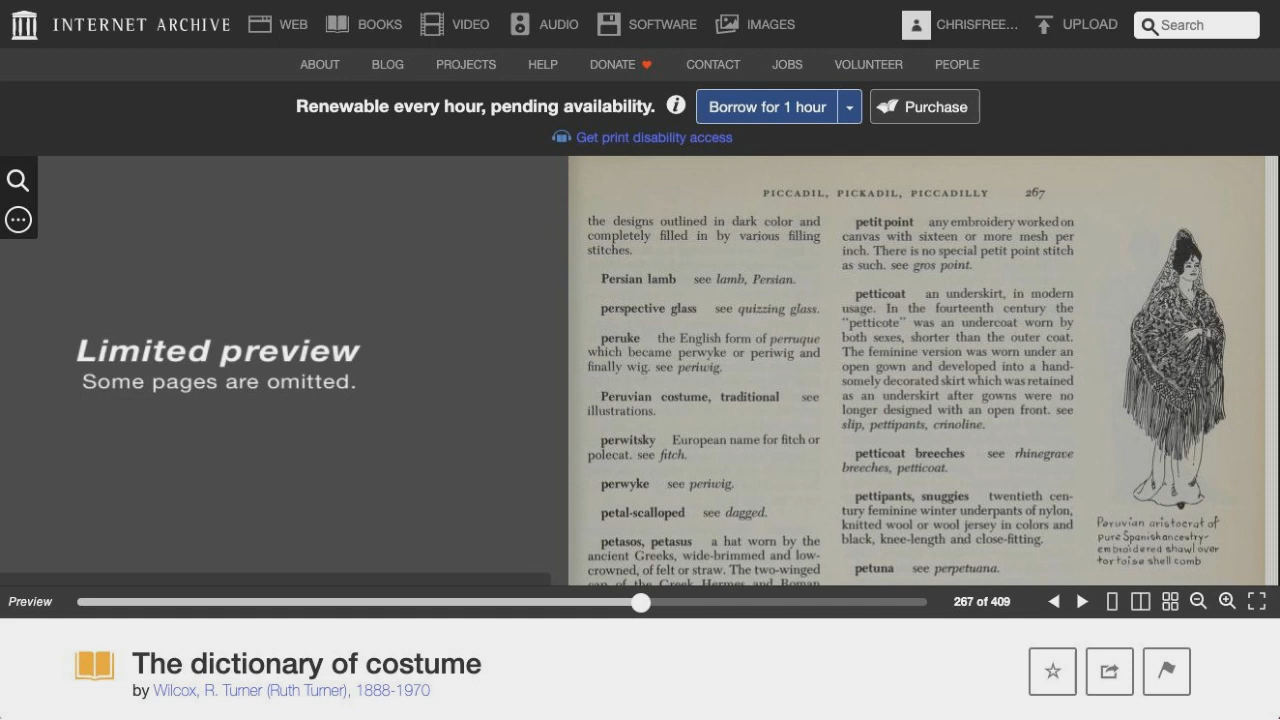 INTERNET ARCHIVE WEB BOOKS VIDEO AUDIO SOFTWARE IMAGES CHRISFREE... UPLOAD Search
ABOUT BLOG PROJECTS HELP DONATE CONTACT JOBS VOLUNTEER PEOPLE
Renewable every hour, pending availability. Borrow for 1 hour Purchase
Get print disability access
Limited preview
Some pages are omitted.
PICCADIL, PICKADIL, PICCADILLY 267
the designs outlined in dark color and
completely filled in by various filling
stitches.
Persian lamb see lamb, Persian.
perspective glass see quizzing glass.
peruke the English form of perruque
which became perwyke or periwig and
finally wig. see periwig.
Peruvian costume, traditional see
illustrations.
perwitsky European name for fitch or
polecat. see fitch.
perwyke see periwig.
petal-scalloped see dagged.
petasos, petasus a hat worn by the
ancient Greeks, wide-brimmed and low-
crowned, of felt or straw. The two-winged
cap of the Greek Hermes and Roman
petit point any embroidery worked on
canvas with sixteen or more mesh per
inch. There is no special petit point stitch
as such. see gros point.
petticoat an underskirt, in modern
usage. In the fourteenth century the
"petticote" was an undercoat worn by
both sexes, shorter than the outer coat.
The feminine version was worn under an
open gown and developed into a hand-
somely decorated skirt which was retained
as an underskirt after gowns were no
longer designed with an open front. see
slip, pettipants, crinoline.
petticoat breeches see rhinegrave
breeches, petticoat.
pettipants, snuggies twentieth cen-
tury feminine winter underpants of nylon,
knitted wool or wool jersey in colors and
black, knee-length and close-fitting.
petuna see perpetuana.
Peruvian aristocrat of
pure Spanish ancestry-
embroidered shawl over
tortoise shell comb
Preview 267 of 409
The dictionary of costume
by Wilcox, R. Turner (Ruth Turner), 1888-1970